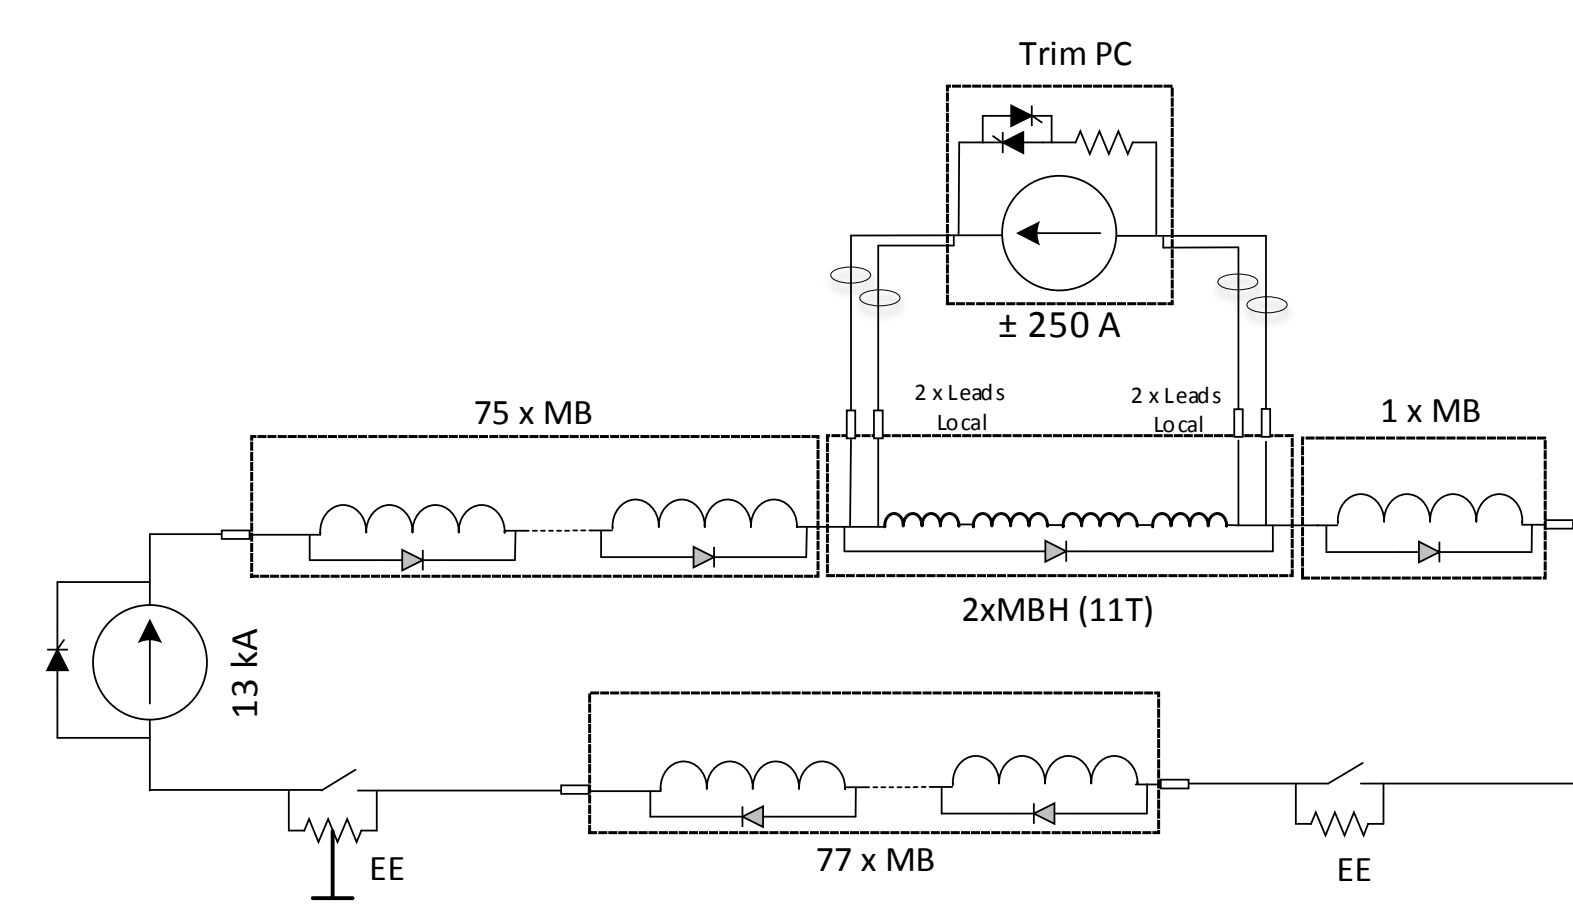 Trim PC
± 250 A
2 x Leads
Local
2 x Leads
Local
75 x MB
1 x MB
2xMBH (11T)
13 kA
EE
77 x MB
EE